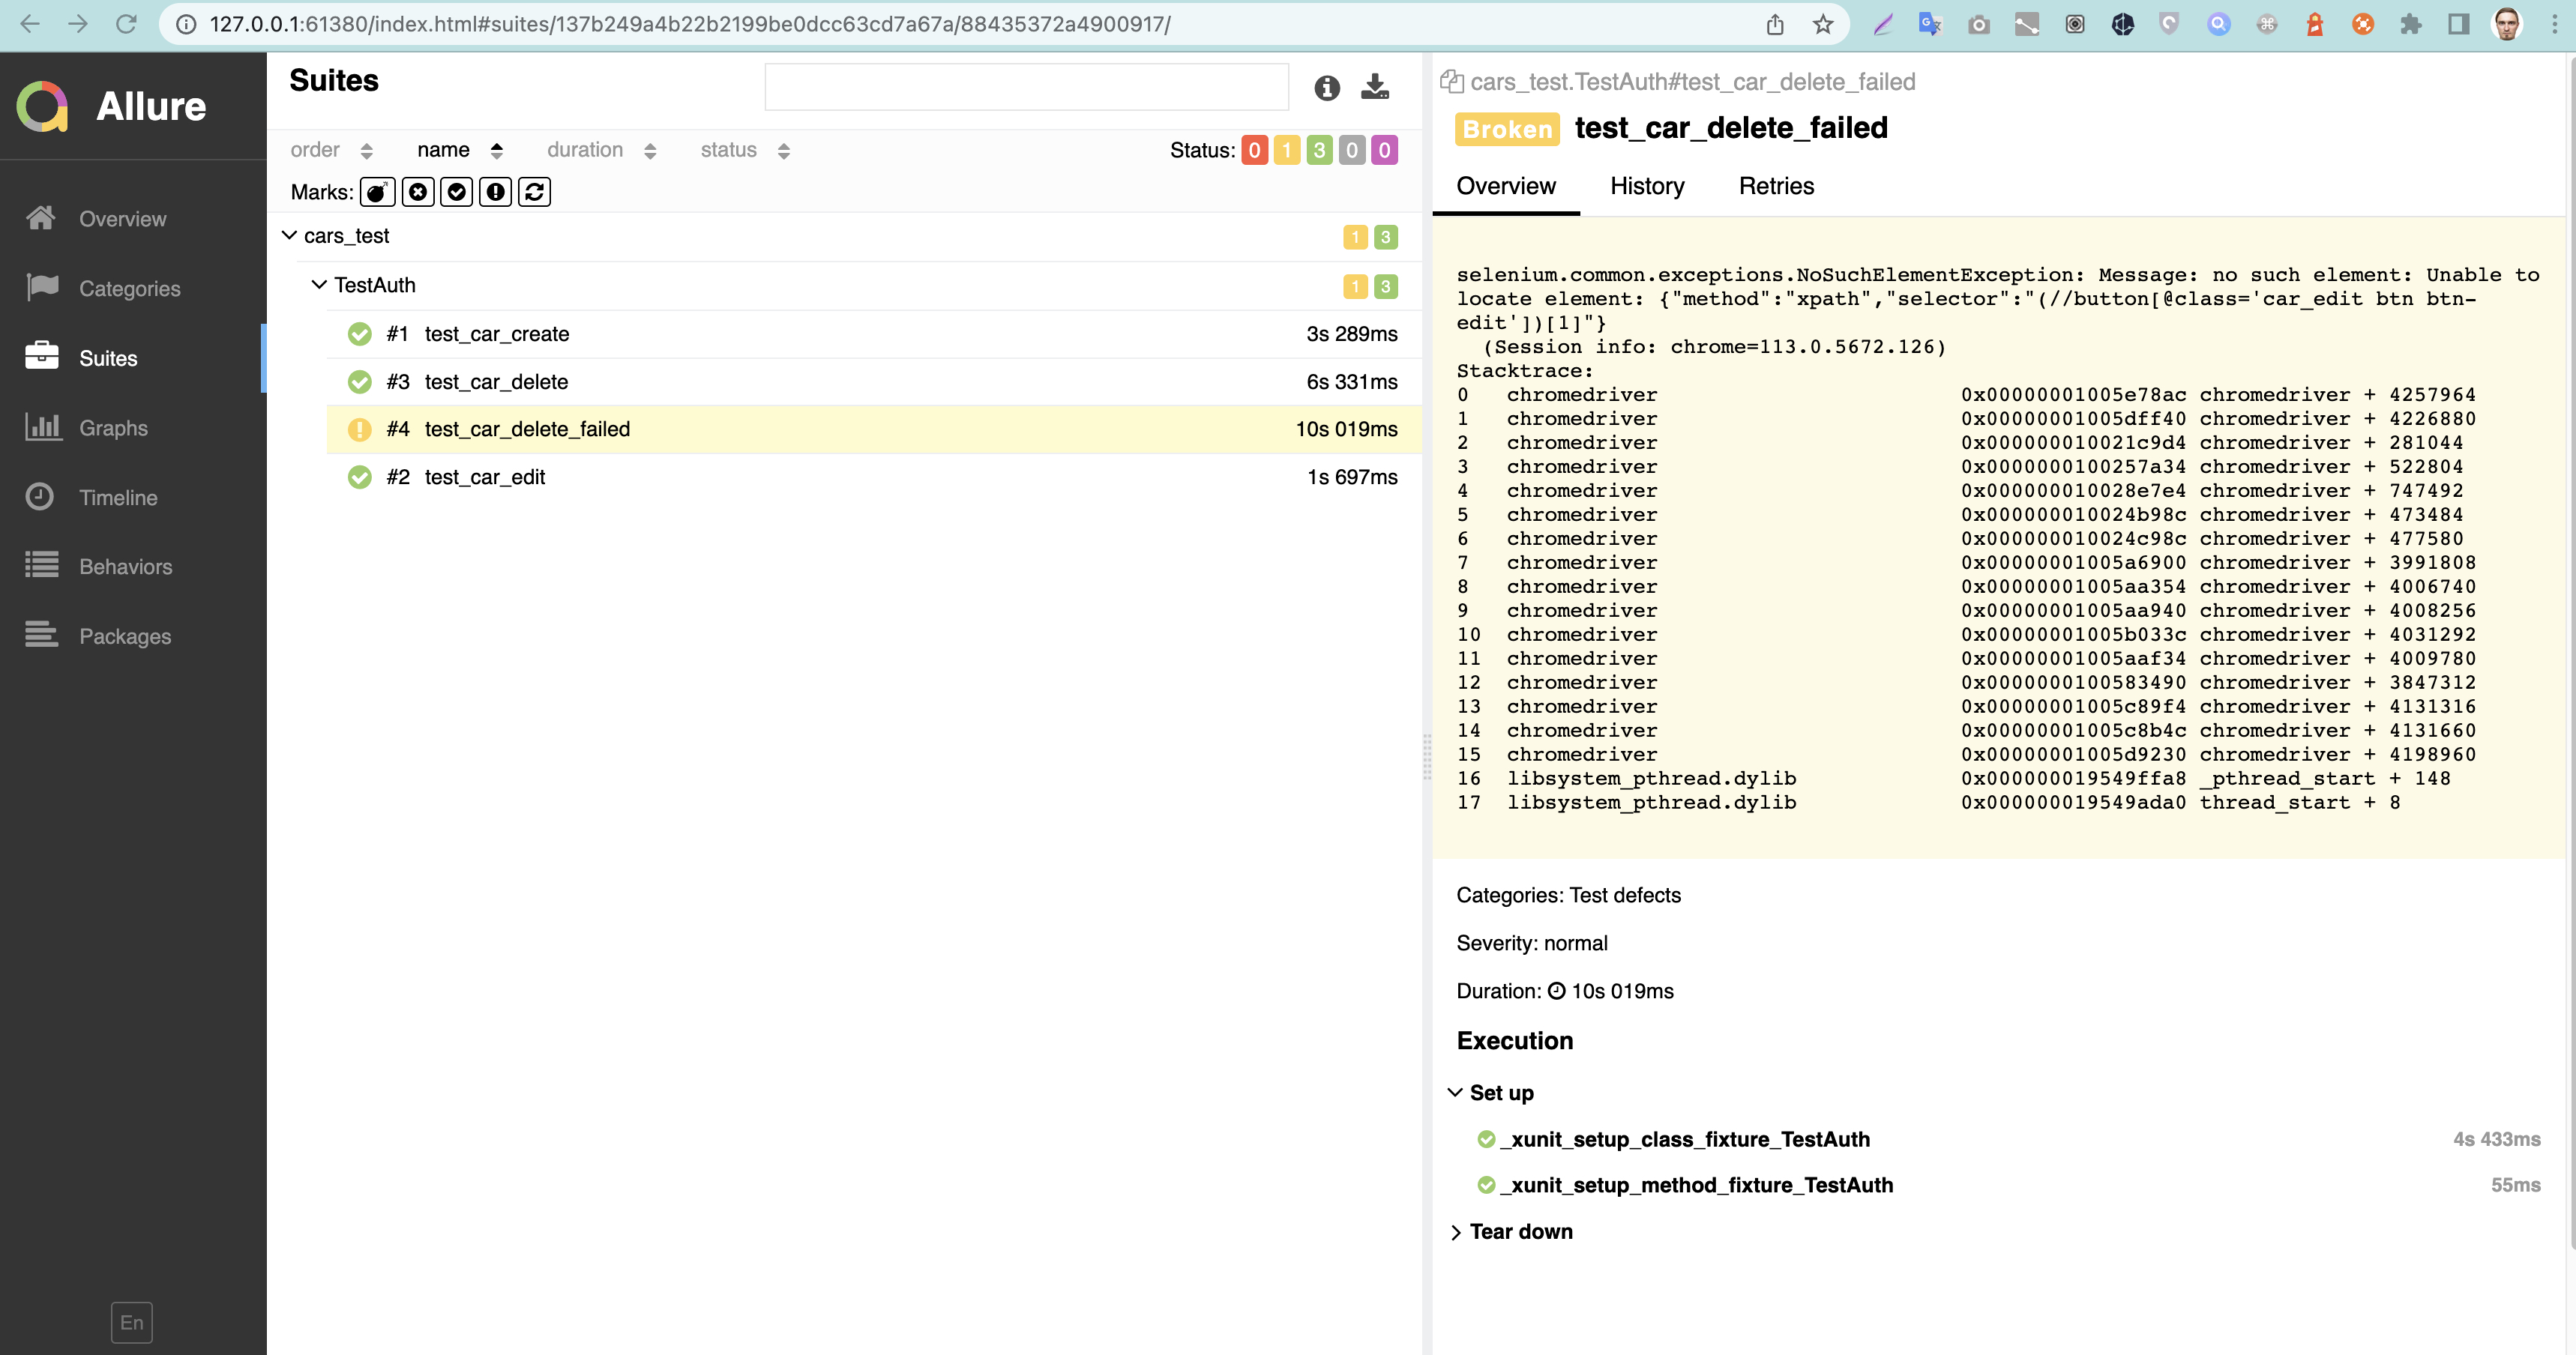 127.0.0.1:61380/index.html#suites/137b249a4b22b2199be0dcc63cd7a67a/88435372a4900917/
Allure
Overview
Categories
Suites
Graphs
Timeline
Behaviors
Packages
En
Suites
order name duration status Status: 0 1 3 0 0
Marks:
cars_test 1 3
TestAuth 1 3
#1 test_car_create 3s 289ms
#3 test_car_delete 6s 331ms
#4 test_car_delete_failed 10s 019ms
#2 test_car_edit 1s 697ms
cars_test.TestAuth#test_car_delete_failed
Broken test_car_delete_failed
Overview History Retries
selenium.common.exceptions.NoSuchElementException: Message: no such element: Unable to
locate element: {"method":"xpath","selector":"(//button[@class='car_edit btn btn-
edit'])[1]"}
(Session info: chrome=113.0.5672.126)
Stacktrace:
0 chromedriver 0x00000001005e78ac chromedriver + 4257964
1 chromedriver 0x00000001005dff40 chromedriver + 4226880
2 chromedriver 0x000000010021c9d4 chromedriver + 281044
3 chromedriver 0x0000000100257a34 chromedriver + 522804
4 chromedriver 0x000000010028e7e4 chromedriver + 747492
5 chromedriver 0x000000010024b98c chromedriver + 473484
6 chromedriver 0x000000010024c98c chromedriver + 477580
7 chromedriver 0x00000001005a6900 chromedriver + 3991808
8 chromedriver 0x00000001005aa354 chromedriver + 4006740
9 chromedriver 0x00000001005aa940 chromedriver + 4008256
10 chromedriver 0x00000001005b033c chromedriver + 4031292
11 chromedriver 0x00000001005aaf34 chromedriver + 4009780
12 chromedriver 0x0000000100583490 chromedriver + 3847312
13 chromedriver 0x00000001005c89f4 chromedriver + 4131316
14 chromedriver 0x00000001005c8b4c chromedriver + 4131660
15 chromedriver 0x00000001005d9230 chromedriver + 4198960
16 libsystem_pthread.dylib 0x000000019549ffa8 _pthread_start + 148
17 libsystem_pthread.dylib 0x000000019549ada0 thread_start + 8
Categories: Test defects
Severity: normal
Duration: 10s 019ms
Execution
Set up
_xunit_setup_class_fixture_TestAuth 4s 433ms
_xunit_setup_method_fixture_TestAuth 55ms
Tear down